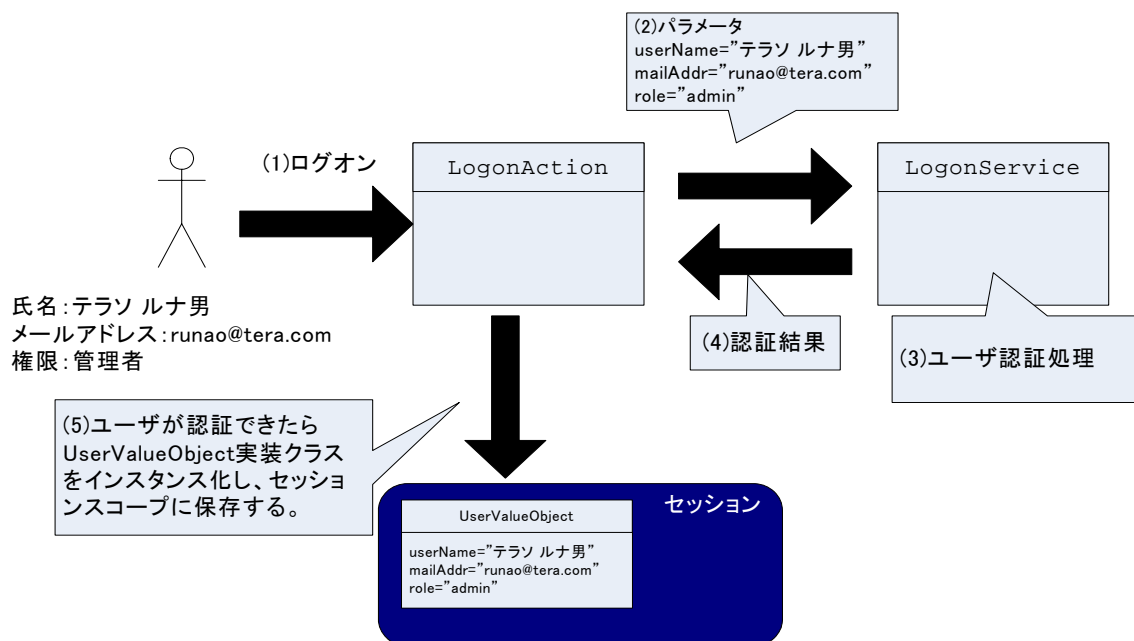 (2)パラメータ
userName=”テラソ ルナ男”
mailAddr=”runao@tera.com”
role=”admin”
(1)ログオン
LogonAction
LogonService
氏名：テラソ ルナ男
メールアドレス：runao@tera.com
権限：管理者
(4)認証結果
(3)ユーザ認証処理
(5)ユーザが認証できたら
UserValueObject実装クラス
をインスタンス化し、セッショ
ンスコープに保存する。
セッション
UserValueObject
userName=”テラソ ルナ男”
mailAddr=”runao@tera.com”
role=”admin”